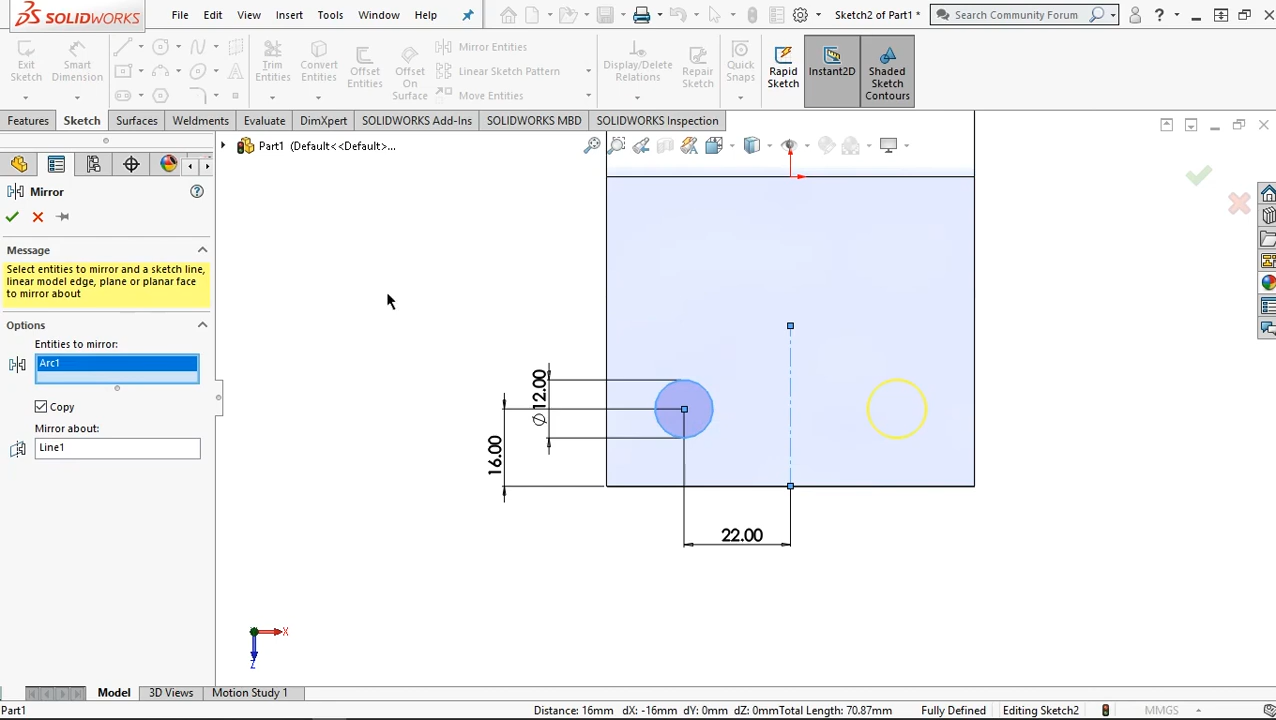 SOLIDWORKS File Edit View Insert Tools Window Help Sketch2 of Part1 * Search Community Forum ?
Exit Sketch
Smart Dimension
Trim Entities
Convert Entities
Offset Entities
Offset On Surface
Mirror Entities
Linear Sketch Pattern
Move Entities
Display/Delete Relations
Repair Sketch
Quick Snaps
Rapid Sketch
Instant2D
Shaded Sketch Contours
Features Sketch Surfaces Weldments Evaluate DimXpert SOLIDWORKS Add-Ins SOLIDWORKS MBD SOLIDWORKS Inspection
Part1 (Default<<Default>...
Mirror
Message
Select entities to mirror and a sketch line,
linear model edge, plane or planar face
to mirror about
Options
Entities to mirror:
Arc1
Copy
Mirror about:
Line1
∅12.00
16.00
22.00
X
Z
Model 3D Views Motion Study 1
Part1 Distance: 16mm dX: -16mm dY: 0mm dZ: 0mmTotal Length: 70.87mm Fully Defined Editing Sketch2 MMGS